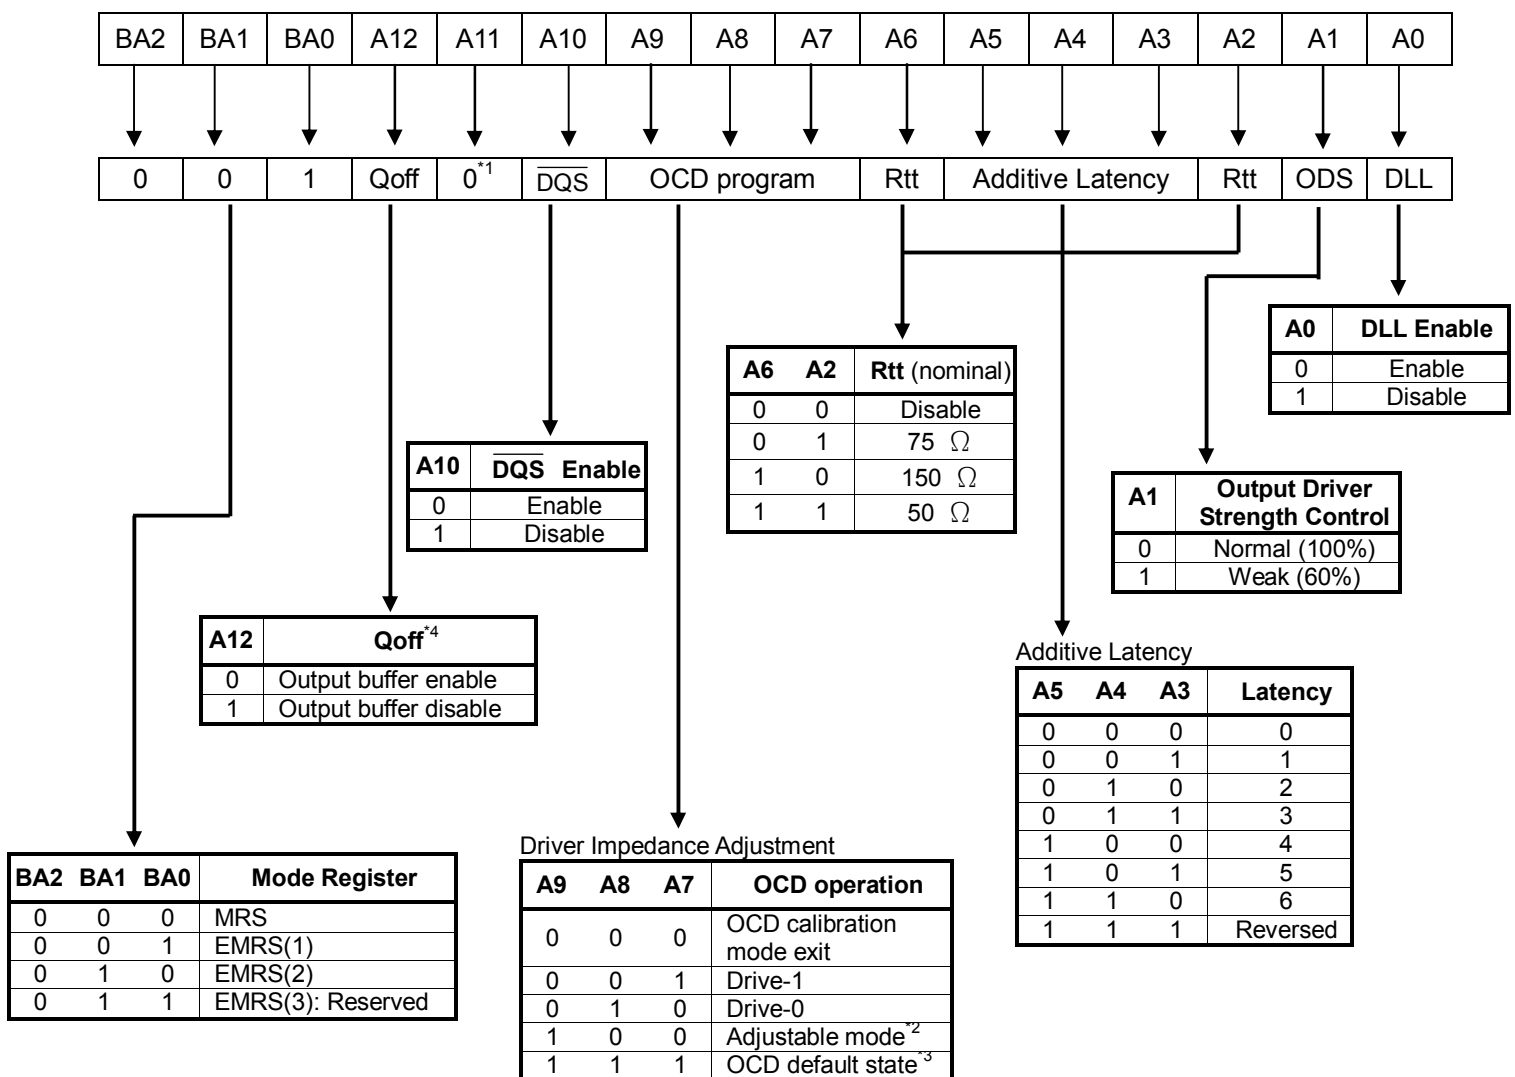 BA2 BA1 BA0 A12 A11 A10 A9 A8 A7 A6 A5 A4 A3 A2 A1 A0
0 0 1 Qoff 0*1 D̅Q̅S̅ OCD program Rtt Additive Latency Rtt ODS DLL
A0 DLL Enable
0 Enable
1 Disable
A6 A2 Rtt (nominal)
0 0 Disable
0 1 75 Ω
1 0 150 Ω
1 1 50 Ω
A10 D̅Q̅S̅ Enable
0 Enable
1 Disable
A1 Output Driver
Strength Control
0 Normal (100%)
1 Weak (60%)
A12 Qoff*4
0 Output buffer enable
1 Output buffer disable
Additive Latency
A5 A4 A3 Latency
0 0 0 0
0 0 1 1
0 1 0 2
0 1 1 3
1 0 0 4
1 0 1 5
1 1 0 6
1 1 1 Reversed
BA2 BA1 BA0 Mode Register
0 0 0 MRS
0 0 1 EMRS(1)
0 1 0 EMRS(2)
0 1 1 EMRS(3): Reserved
Driver Impedance Adjustment
A9 A8 A7 OCD operation
0 0 0 OCD calibration
mode exit
0 0 1 Drive-1
0 1 0 Drive-0
1 0 0 Adjustable mode*2
1 1 1 OCD default state*3